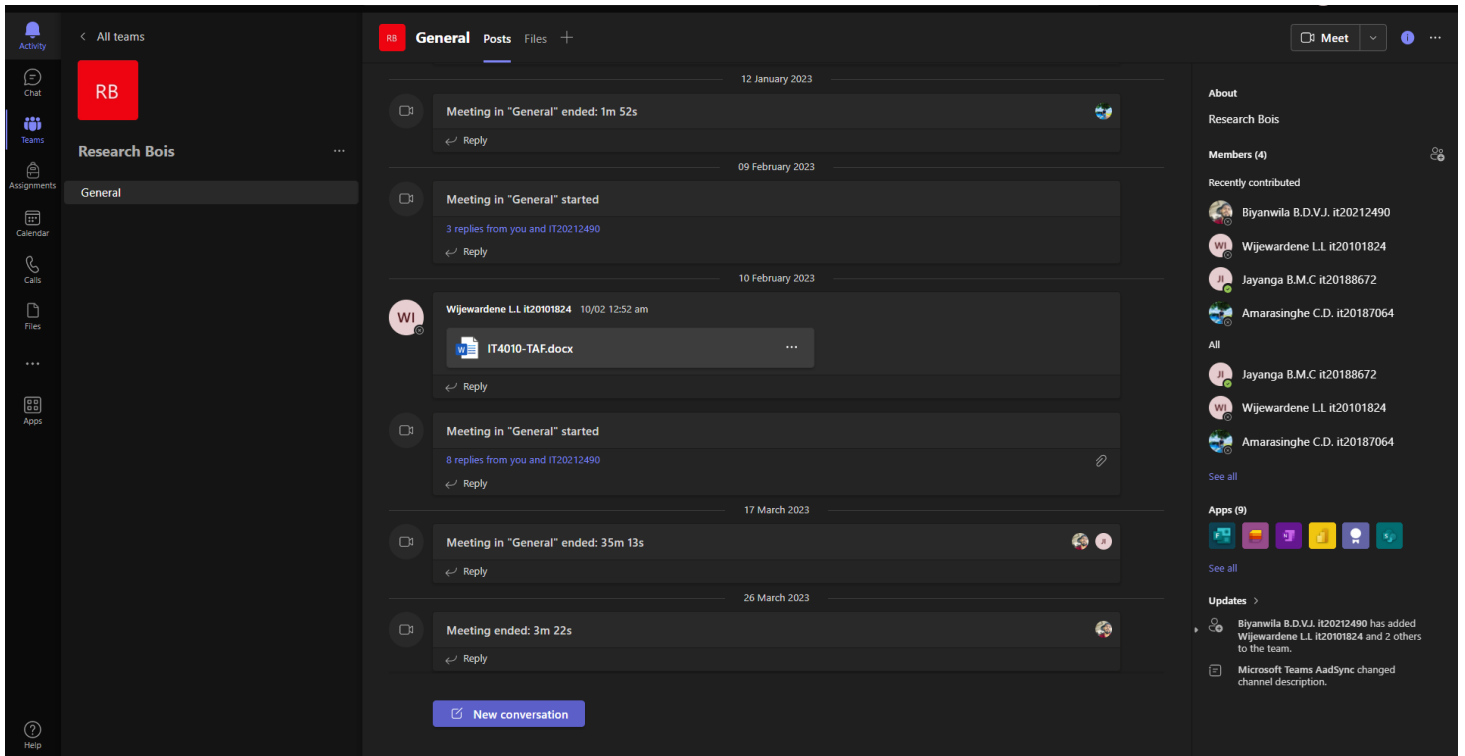 Activity
Chat
Teams
Assignments
Calendar
Calls
Files
Apps
Help
All teams
RB
Research Bois
General
RB General Posts Files
Meet
12 January 2023
Meeting in "General" ended: 1m 52s
Reply
09 February 2023
Meeting in "General" started
3 replies from you and IT20212490
Reply
10 February 2023
WI
Wijewardene L.L it20101824 10/02 12:52 am
IT4010-TAF.docx
Reply
Meeting in "General" started
8 replies from you and IT20212490
Reply
17 March 2023
Meeting in "General" ended: 35m 13s
JI
Reply
26 March 2023
Meeting ended: 3m 22s
Reply
New conversation
About
Research Bois
Members (4)
Recently contributed
Biyanwila B.D.V.J. it20212490
WI Wijewardene L.L it20101824
JI Jayanga B.M.C it20188672
Amarasinghe C.D. it20187064
All
JI Jayanga B.M.C it20188672
WI Wijewardene L.L it20101824
Amarasinghe C.D. it20187064
See all
Apps (9)
See all
Updates
Biyanwila B.D.V.J. it20212490 has added
Wijewardene L.L it20101824 and 2 others
to the team.
Microsoft Teams AadSync changed
channel description.